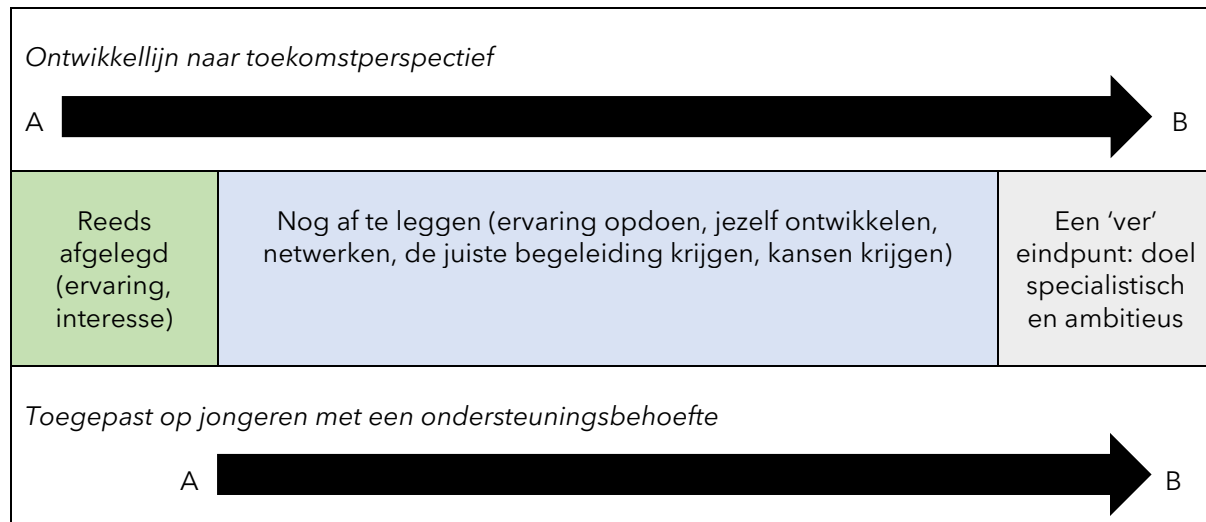 Ontwikkellijn naar toekomstperspectief
A
B
Reeds
afgelegd
(ervaring,
interesse)
Nog af te leggen (ervaring opdoen, jezelf ontwikkelen,
netwerken, de juiste begeleiding krijgen, kansen krijgen)
Een ‘ver’
eindpunt: doel
specialistisch
en ambitieus
Toegepast op jongeren met een ondersteuningsbehoefte
A
B